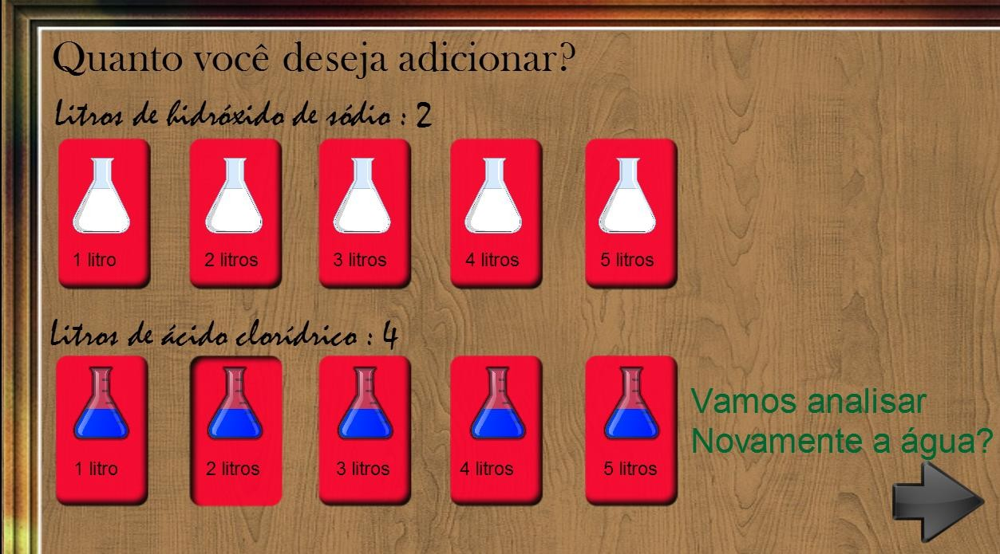 Quanto você deseja adicionar?
Litros de hidróxido de sódio : 2
1 litro 2 litros 3 litros 4 litros 5 litros
Litros de ácido clorídrico : 4
1 litro 2 litros 3 litros 4 litros 5 litros
Vamos analisar
Novamente a água?